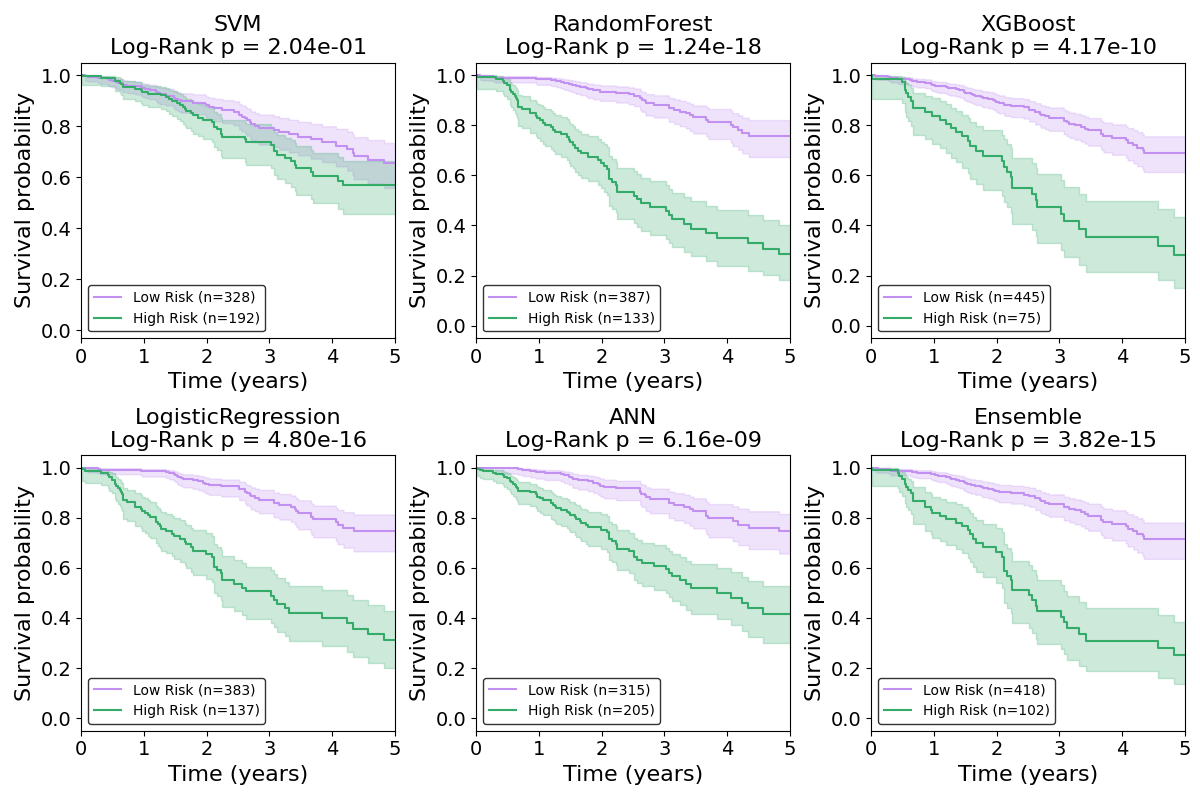 SVM
Log-Rank p = 2.04e-01
Survival probability
1.0
0.8
0.6
0.4
0.2
0.0
Low Risk (n=328)
High Risk (n=192)
0 1 2 3 4 5
Time (years)
RandomForest
Log-Rank p = 1.24e-18
Survival probability
1.0
0.8
0.6
0.4
0.2
0.0
Low Risk (n=387)
High Risk (n=133)
0 1 2 3 4 5
Time (years)
XGBoost
Log-Rank p = 4.17e-10
Survival probability
1.0
0.8
0.6
0.4
0.2
0.0
Low Risk (n=445)
High Risk (n=75)
0 1 2 3 4 5
Time (years)
LogisticRegression
Log-Rank p = 4.80e-16
Survival probability
1.0
0.8
0.6
0.4
0.2
0.0
Low Risk (n=383)
High Risk (n=137)
0 1 2 3 4 5
Time (years)
ANN
Log-Rank p = 6.16e-09
Survival probability
1.0
0.8
0.6
0.4
0.2
0.0
Low Risk (n=315)
High Risk (n=205)
0 1 2 3 4 5
Time (years)
Ensemble
Log-Rank p = 3.82e-15
Survival probability
1.0
0.8
0.6
0.4
0.2
0.0
Low Risk (n=418)
High Risk (n=102)
0 1 2 3 4 5
Time (years)